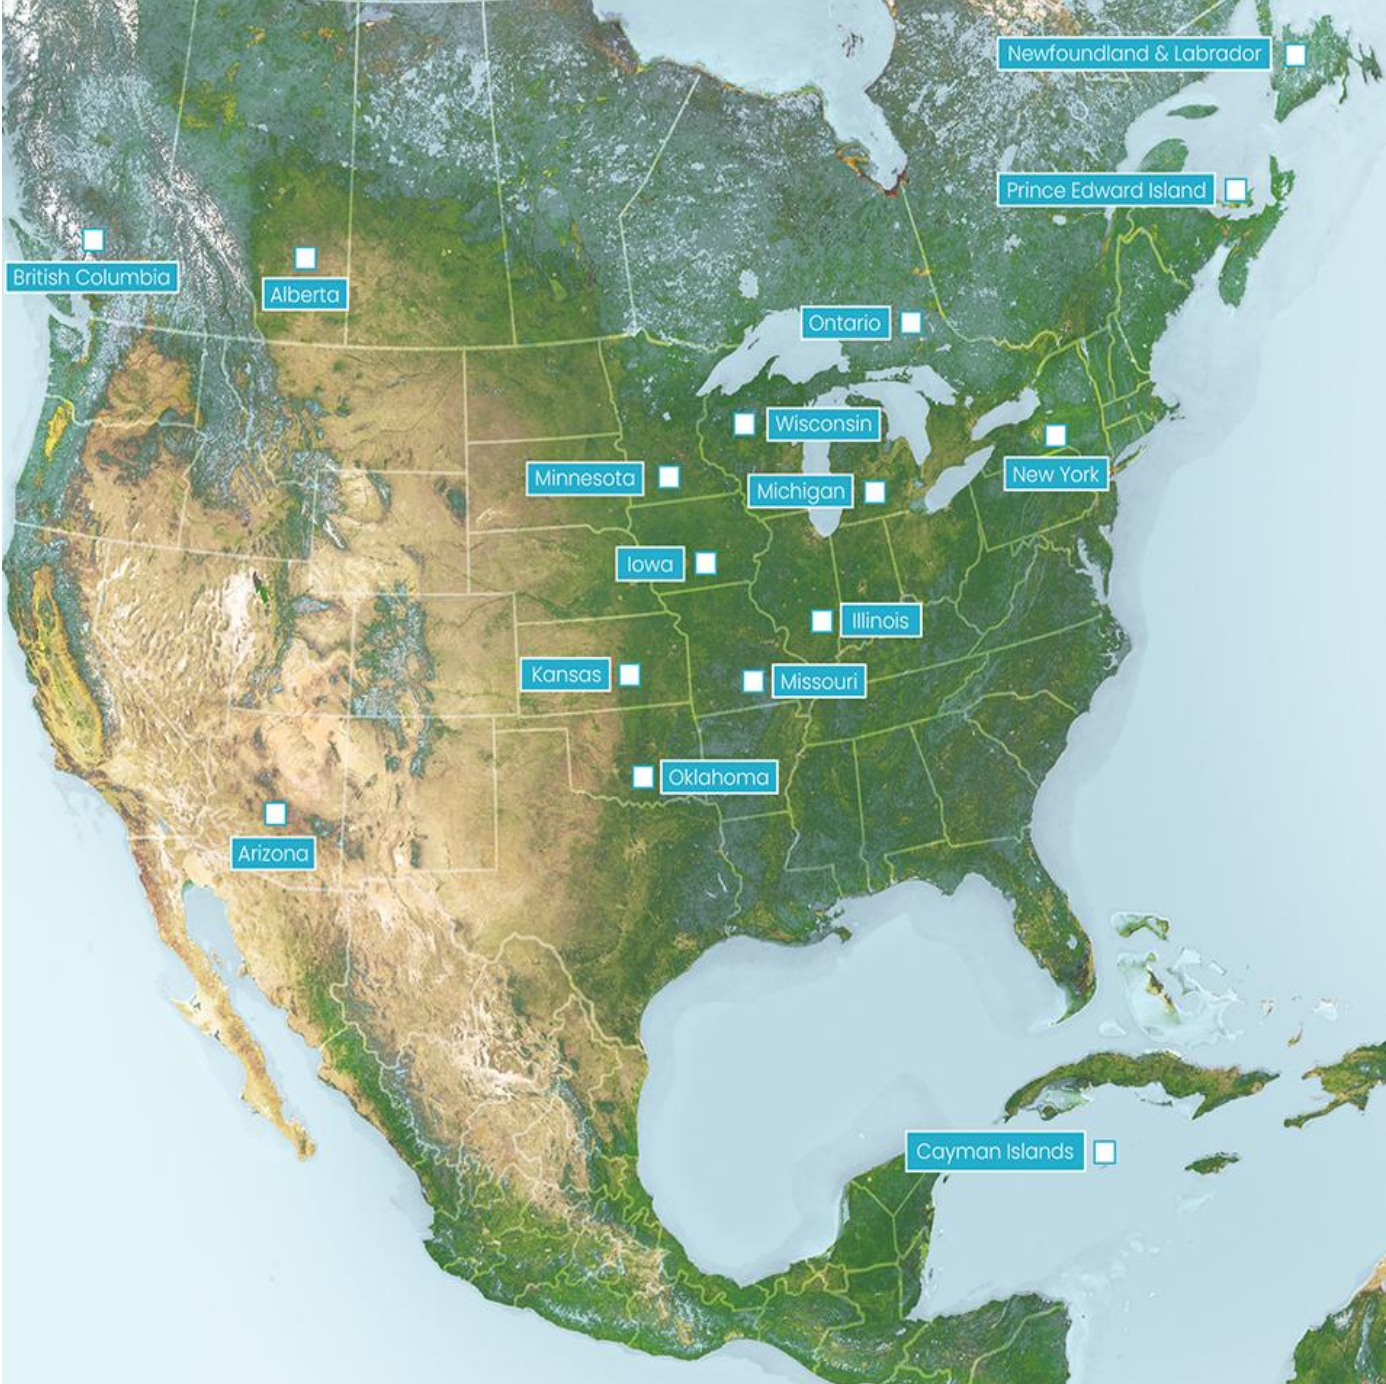 Newfoundland & Labrador
Prince Edward Island
British Columbia
Alberta
Ontario
Wisconsin
Minnesota
New York
Michigan
Iowa
Illinois
Kansas
Missouri
Oklahoma
Arizona
Cayman Islands